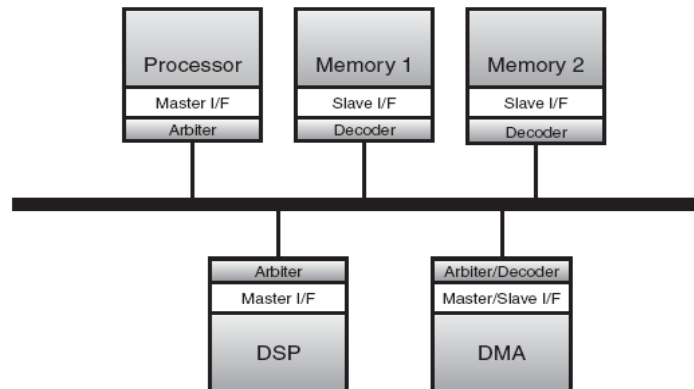 Processor
Master I/F
Arbiter
Memory 1
Slave I/F
Decoder
Memory 2
Slave I/F
Decoder
Arbiter
Master I/F
DSP
Arbiter/Decoder
Master/Slave I/F
DMA